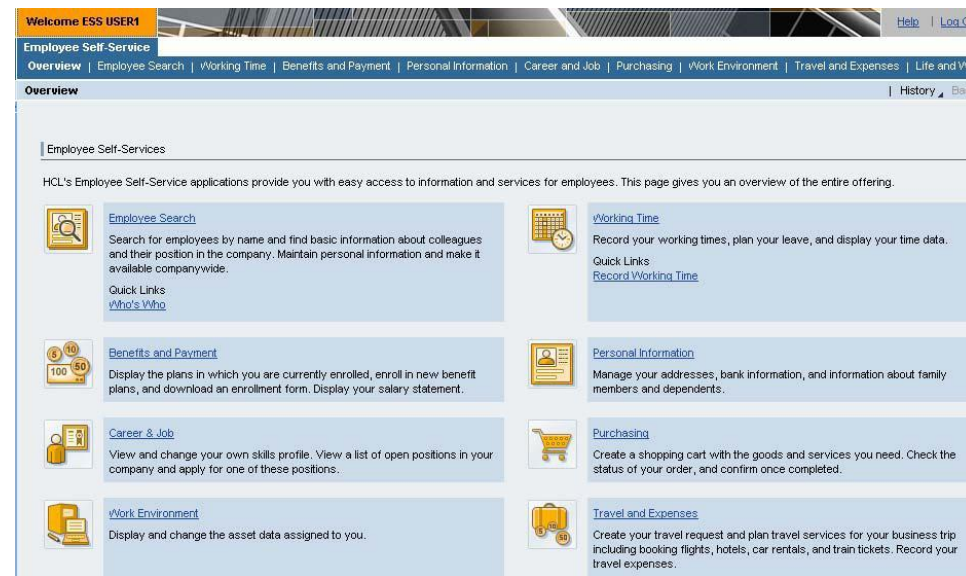 Welcome ESS USER1
Help | Log
Employee Self-Service
Overview | Employee Search | Working Time | Benefits and Payment | Personal Information | Career and Job | Purchasing | Work Environment | Travel and Expenses | Life and
Overview
| History
Employee Self-Services
HCL's Employee Self-Service applications provide you with easy access to information and services for employees. This page gives you an overview of the entire offering.
Employee Search
Search for employees by name and find basic information about colleagues
and their position in the company. Maintain personal information and make it
available companywide.
Quick Links
Who's Who
Working Time
Record your working times, plan your leave, and display your time data.
Quick Links
Record Working Time
5 10
100 50
Benefits and Payment
Display the plans in which you are currently enrolled, enroll in new benefit
plans, and download an enrollment form. Display your salary statement.
Personal Information
Manage your addresses, bank information, and information about family
members and dependents.
Career & Job
View and change your own skills profile. View a list of open positions in your
company and apply for one of these positions.
Purchasing
Create a shopping cart with the goods and services you need. Check the
status of your order, and confirm once completed.
Work Environment
Display and change the asset data assigned to you.
Travel and Expenses
Create your travel request and plan travel services for your business trip
including booking flights, hotels, car rentals, and train tickets. Record your
travel expenses.